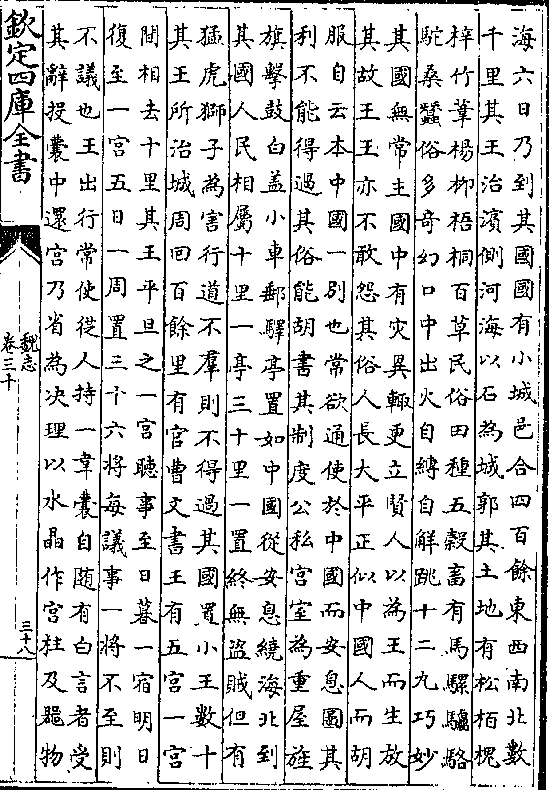 海六日乃到其國國有小城邑合四百餘東西南北數
千里其王治濱側河海以石為城郭其土地有松栢槐
梓竹葦楊栁梧桐百草民俗田種五穀畜有馬騾驢駱
駝桑蠶俗多奇幻口中出火自縛自解跳十二丸巧妙
其國無常主國中有灾異輙更立賢人以為王而生放
其故王王亦不敢怨其俗人長大平正似中國人而胡
服自云本中國一别也常欲通使於中國而安息圖其
利不能得過其俗能胡書其制度公私宫室為重屋旌
旗擊鼓白盖小車郵驛亭置如中國從安息繞海北到
其國人民相屬十里一亭三十里一置終無盗賊但有
猛虎獅子為害行道不羣則不得過其國置小王數十
其王所治城周回百餘里有官曹文書王有五宫一宫
間相去十里其王平旦之一宫聽事至日暮一宿明日
復至一宫五日一周置三十六將每議事一將不至則
不議也王出行常使從人持一韋囊自随有白言者受
其辭投囊中還宫乃省為决理以水晶作宫柱及噐物
欽定四庫全書
魏志
卷三十
三十八